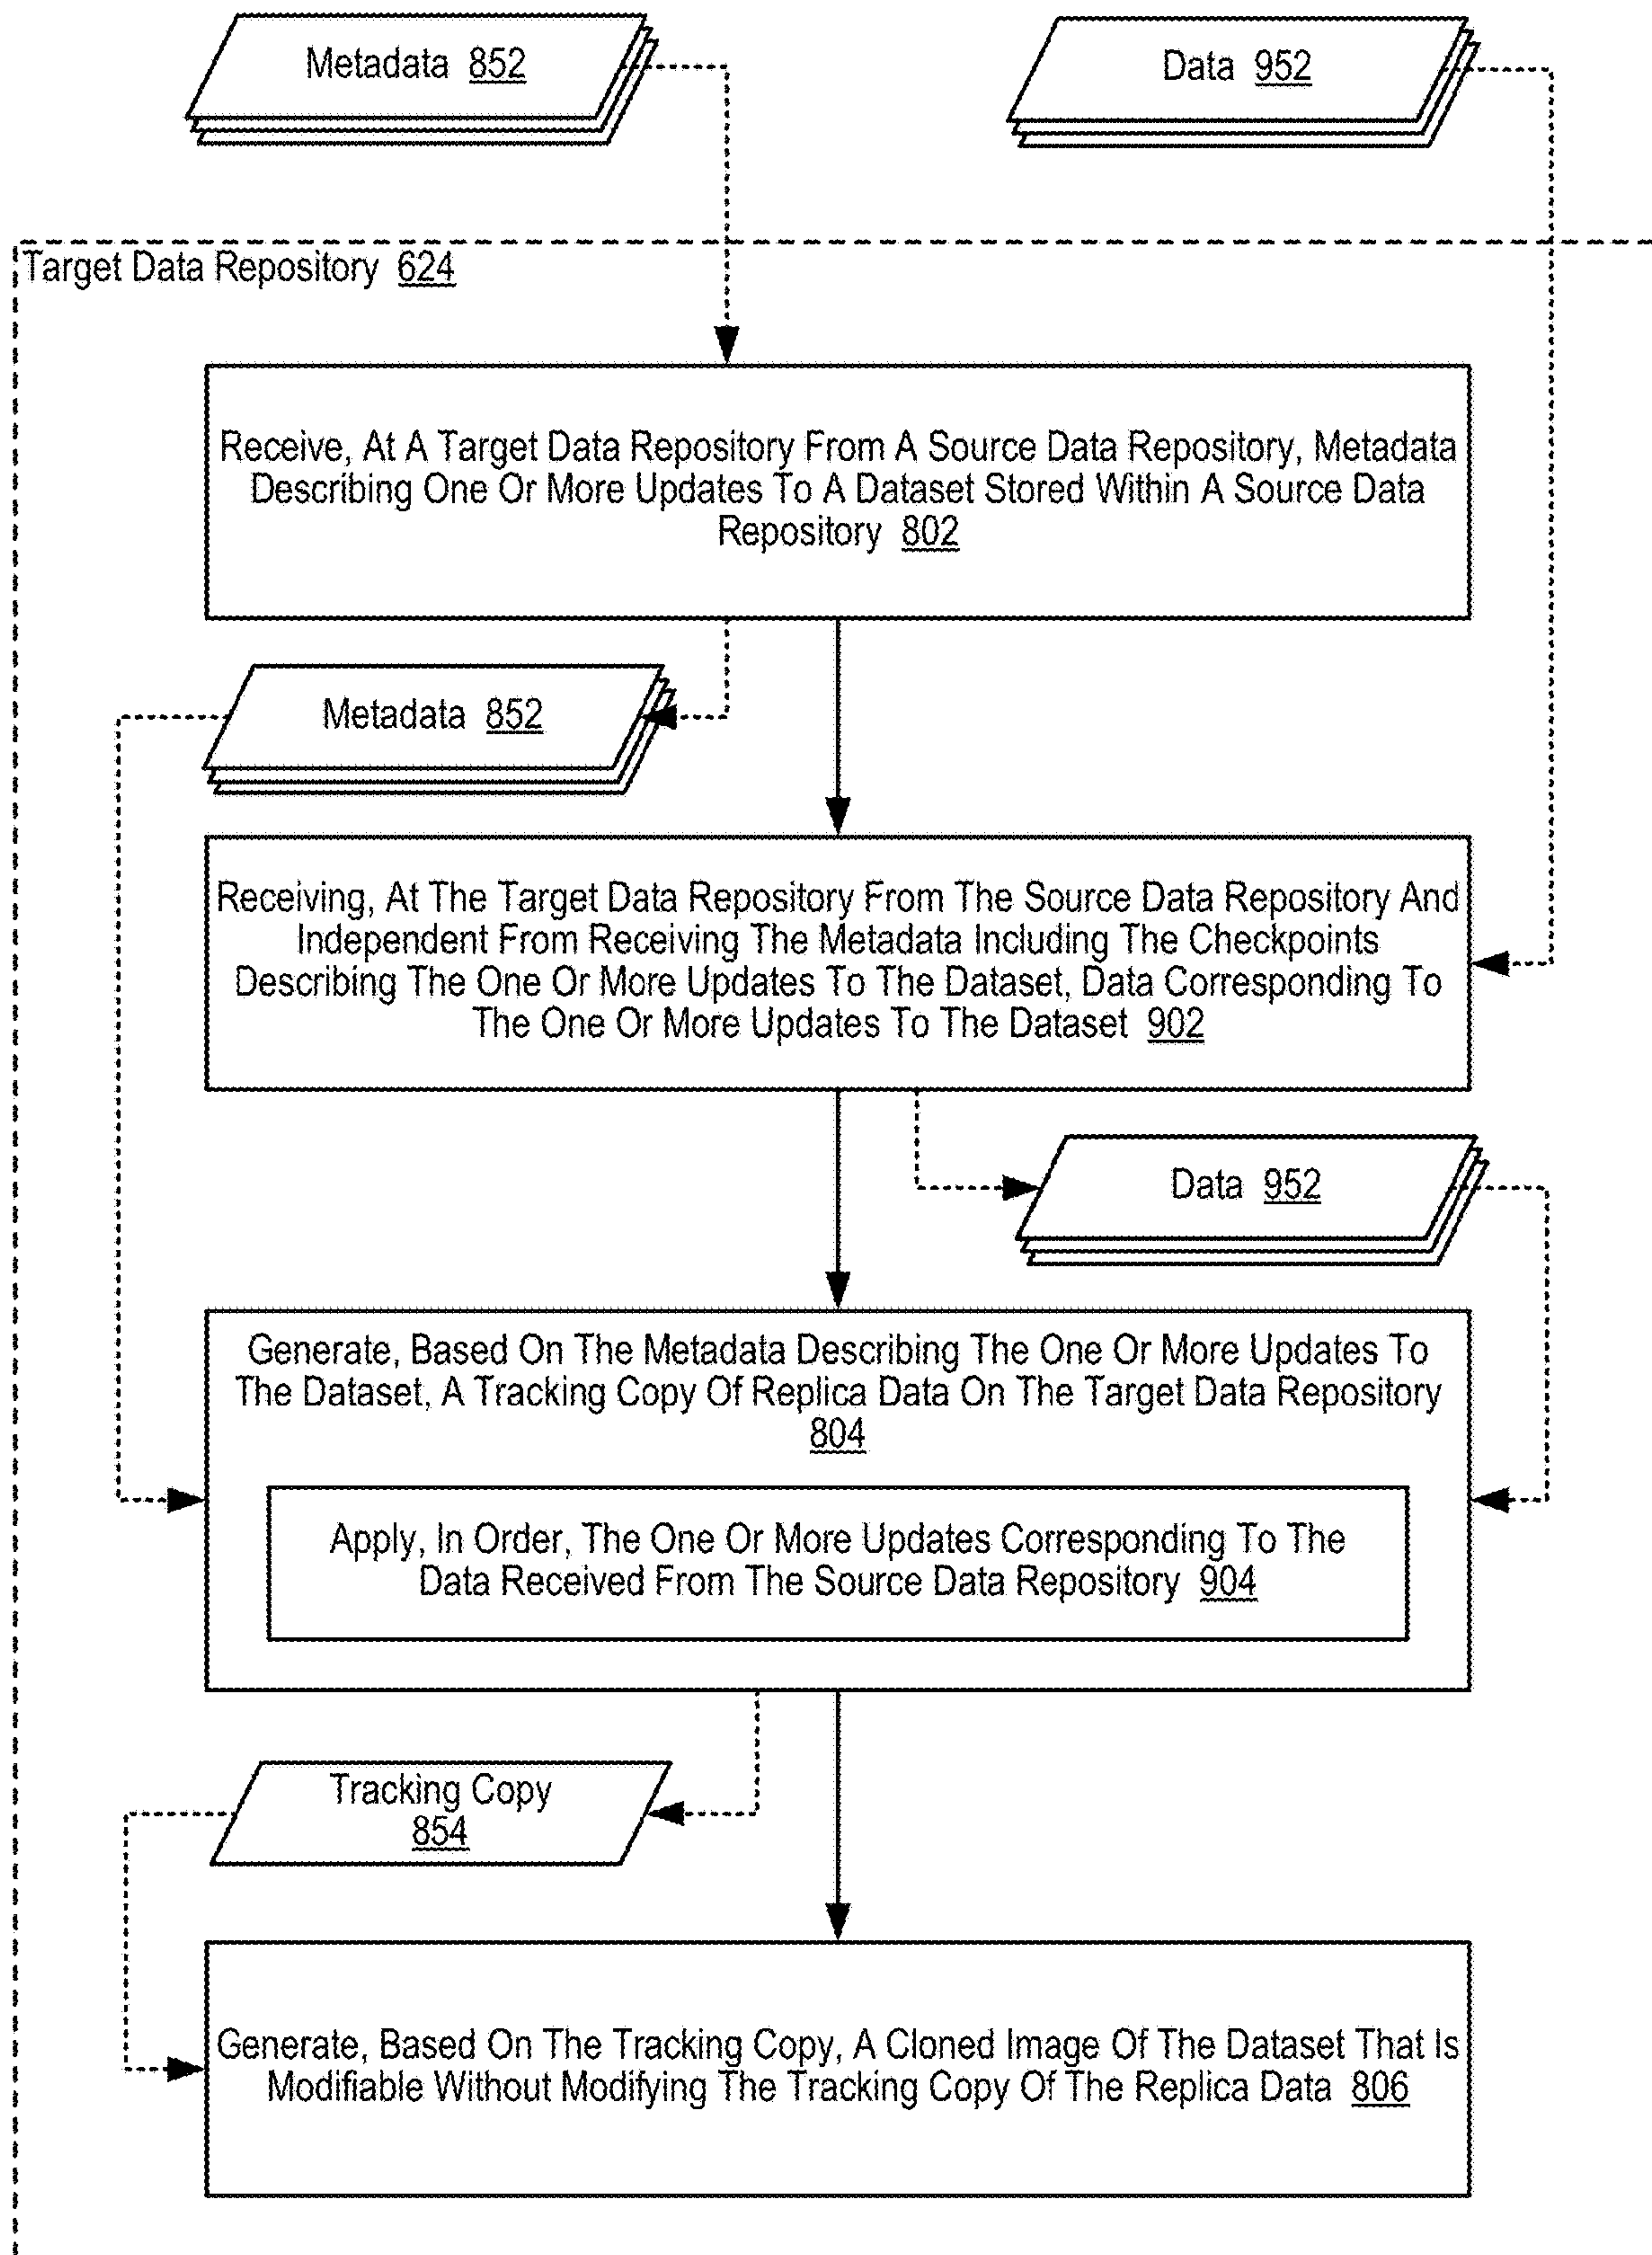 Metadata 852
Data 952
Target Data Repository 624
Receive, At A Target Data Repository From A Source Data Repository, Metadata
Describing One Or More Updates To A Dataset Stored Within A Source Data
Repository 802
Metadata 852
Receiving, At The Target Data Repository From The Source Data Repository And
Independent From Receiving The Metadata Including The Checkpoints
Describing The One Or More Updates To The Dataset, Data Corresponding To
The One Or More Updates To The Dataset 902
Data 952
Generate, Based On The Metadata Describing The One Or More Updates To
The Dataset, A Tracking Copy Of Replica Data On The Target Data Repository
804
Apply, In Order, The One Or More Updates Corresponding To The
Data Received From The Source Data Repository 904
Tracking Copy
854
Generate, Based On The Tracking Copy, A Cloned Image Of The Dataset That Is
Modifiable Without Modifying The Tracking Copy Of The Replica Data 806